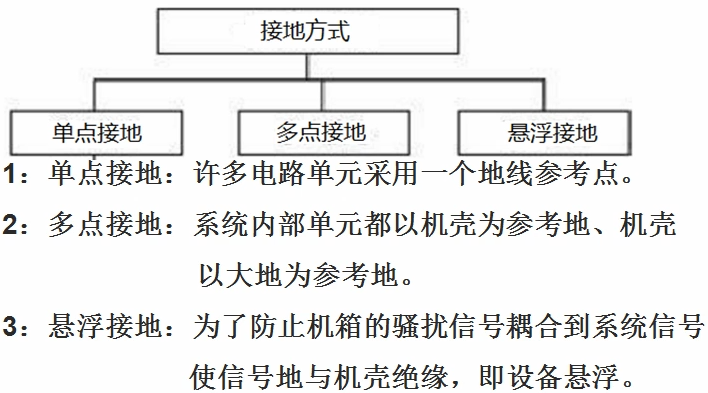 接地方式
单点接地
多点接地
悬浮接地
1：单点接地：许多电路单元采用一个地线参考点。
2：多点接地：系统内部单元都以机壳为参考地、机壳
以大地为参考地。
3：悬浮接地：为了防止机箱的骚扰信号耦合到系统信号
使信号地与机壳绝缘，即设备悬浮。